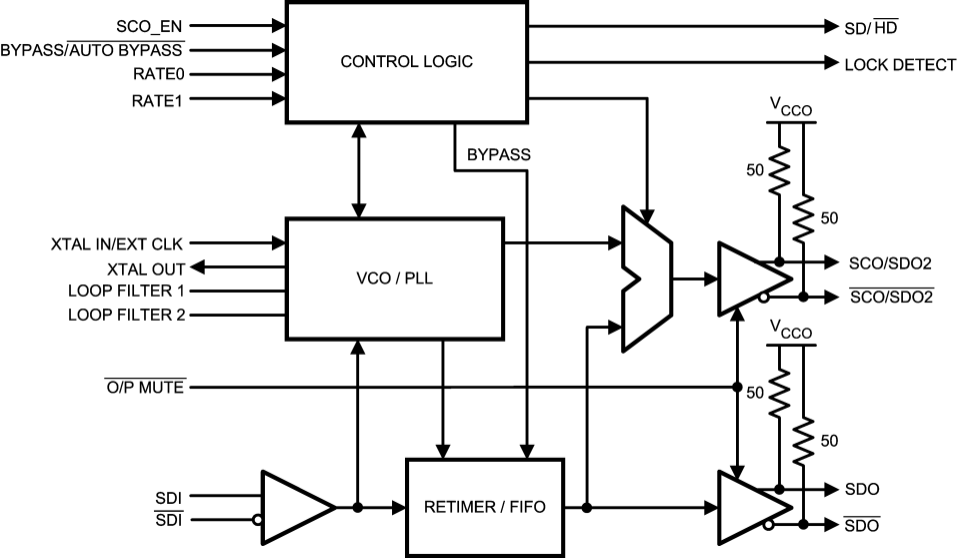 SCO_EN
BYPASS/AUTO BYPASS
RATE0
RATE1
CONTROL LOGIC
SD/HD
LOCK DETECT
BYPASS
VCCO
50
50
XTAL IN/EXT CLK
XTAL OUT
LOOP FILTER 1
LOOP FILTER 2
VCO / PLL
SCO/SDO2
SCO/SDO2
O/P MUTE
VCCO
50
50
SDI
SDI
RETIMER / FIFO
SDO
SDO